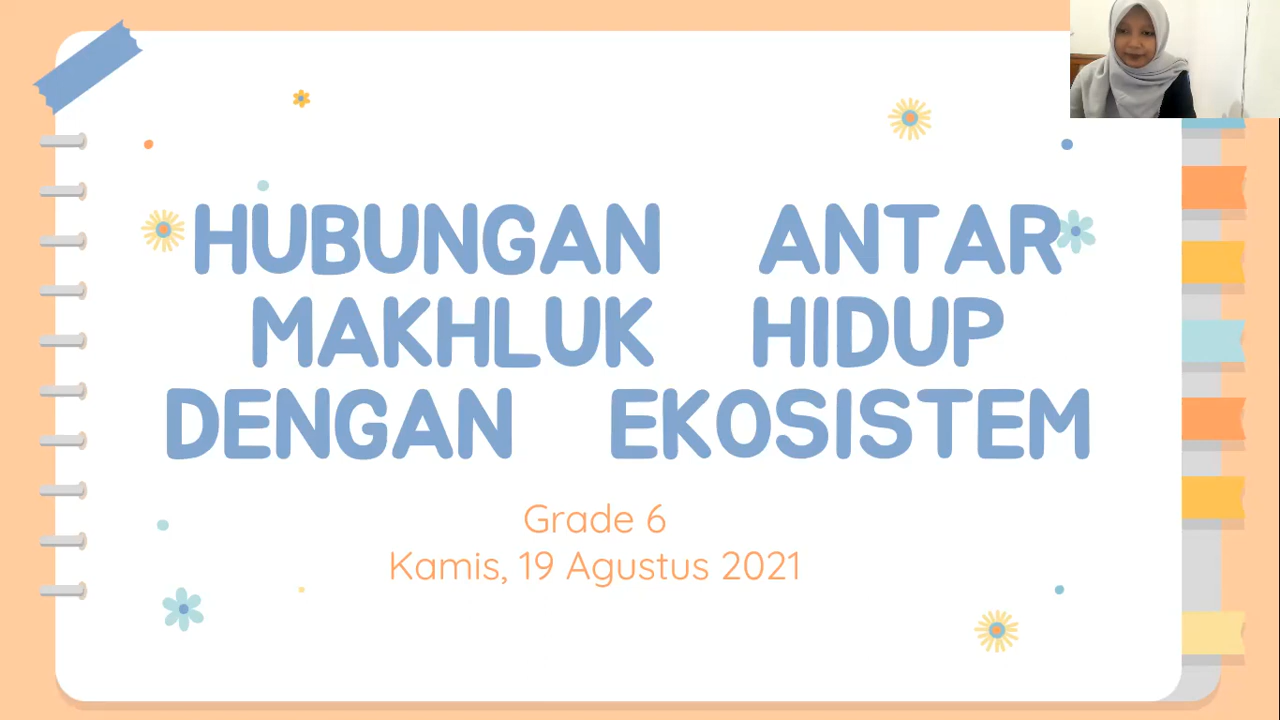 HUBUNGAN ANTAR
MAKHLUK HIDUP
DENGAN EKOSISTEM
Grade 6
Kamis, 19 Agustus 2021